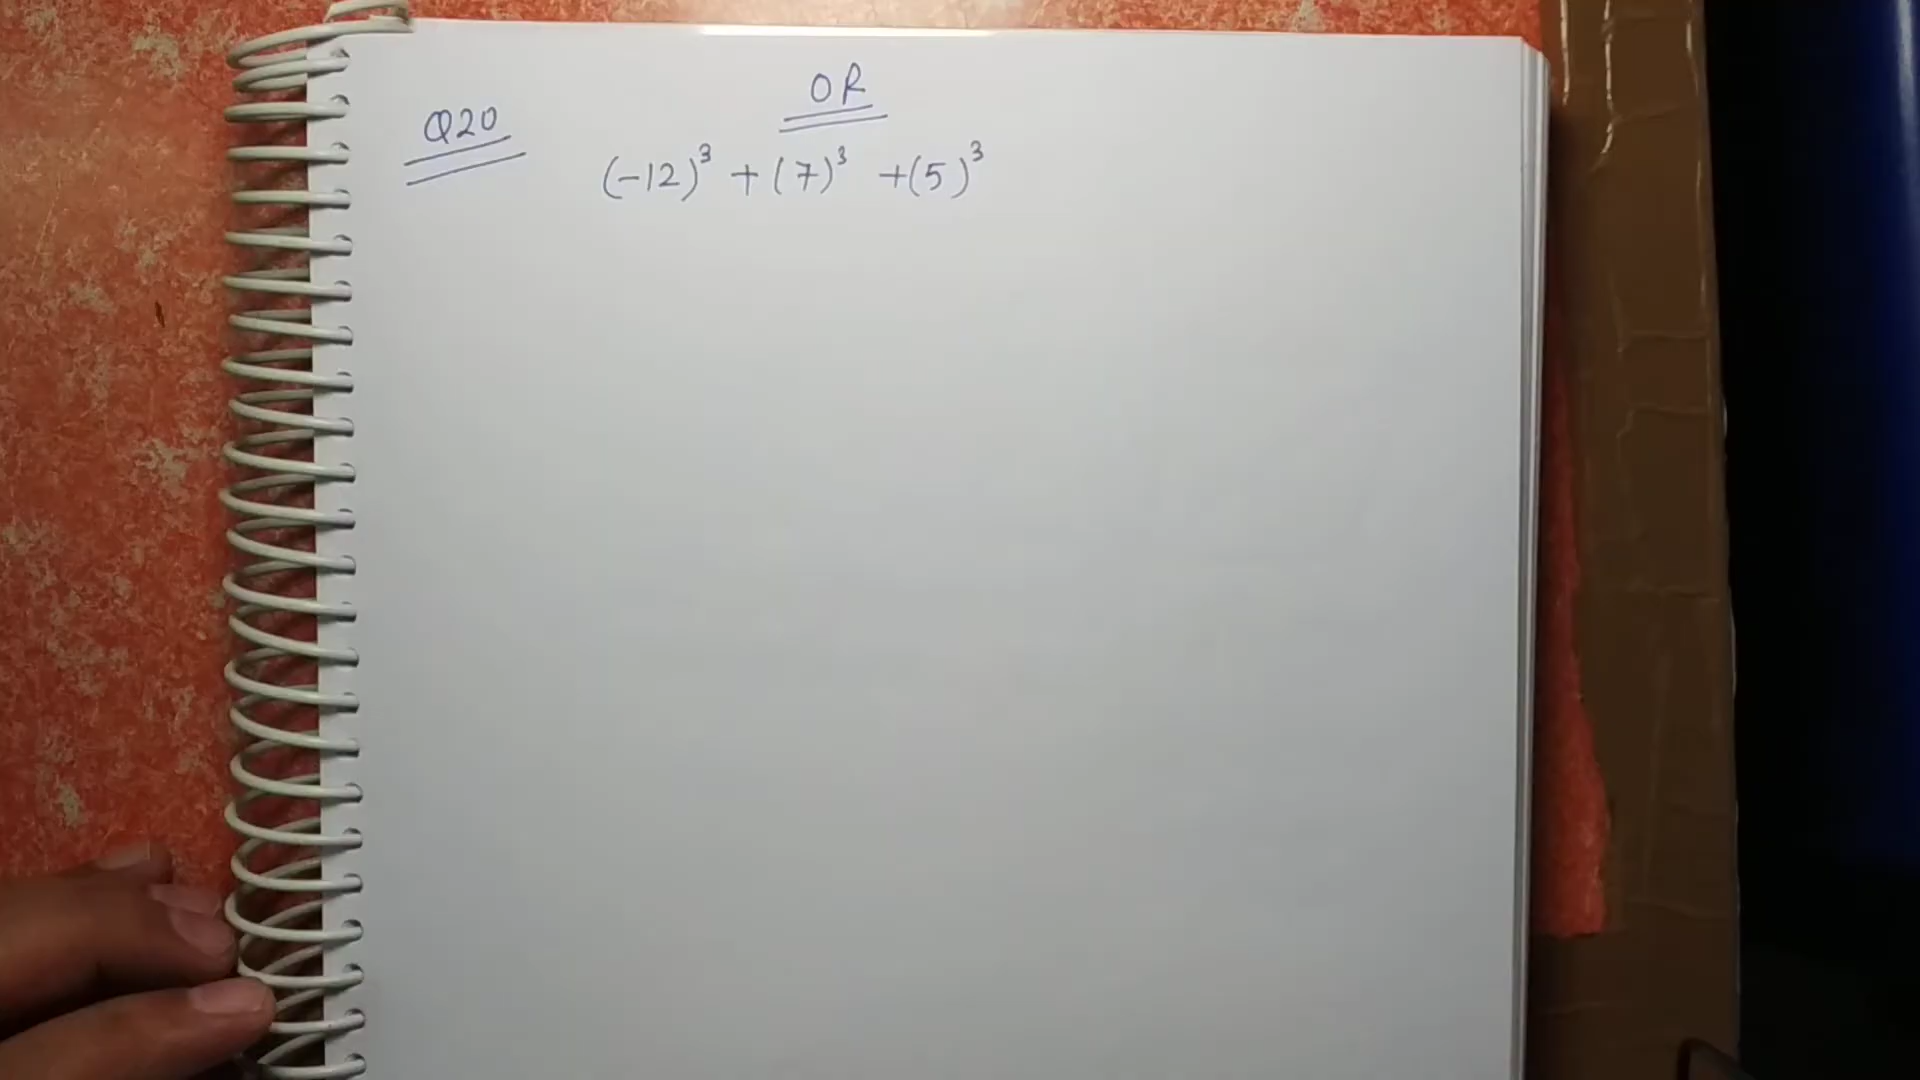 OR
Q20
(-12)³ + (7)³ + (5)³